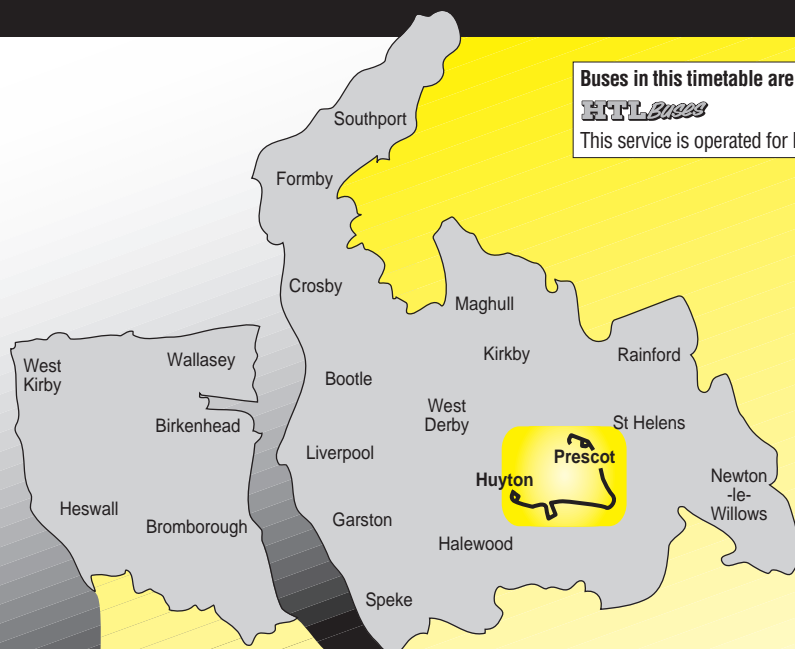 Buses in this timetable are
HTL Buses
This service is operated for
Southport
Formby
Crosby
Maghull
Kirkby
Rainford
West
Kirby
Wallasey
Bootle
Birkenhead
West
Derby
St Helens
Liverpool
Prescot
Huyton
Newton
-le-
Willows
Heswall
Bromborough
Garston
Halewood
Speke